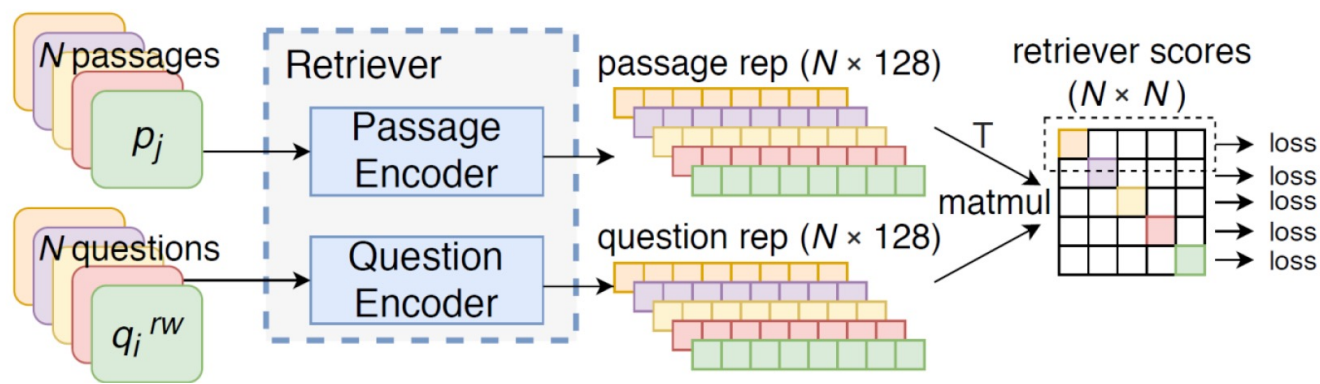 N passages
p_j
N questions
q_i^rw
Retriever
Passage
Encoder
Question
Encoder
passage rep (N × 128)
question rep (N × 128)
T
matmul
retriever scores
(N × N)
loss
loss
loss
loss
loss